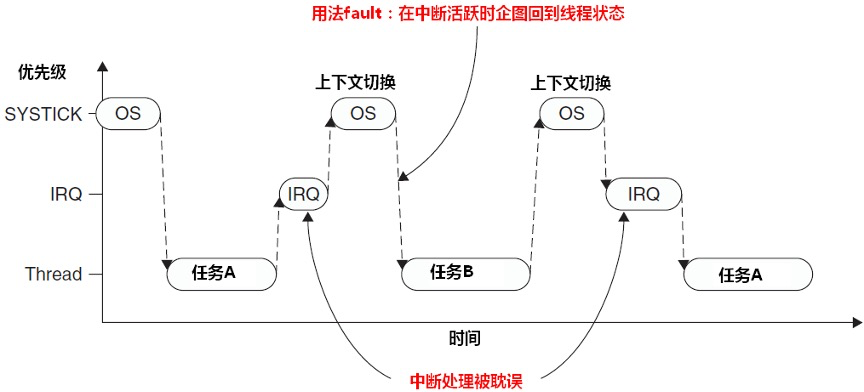 用法fault：在中断活跃时企图回到线程状态
优先级
上下文切换
上下文切换
SYSTICK
OS
OS
OS
IRQ
IRQ
IRQ
Thread
任务A
任务B
任务A
时间
中断处理被耽误